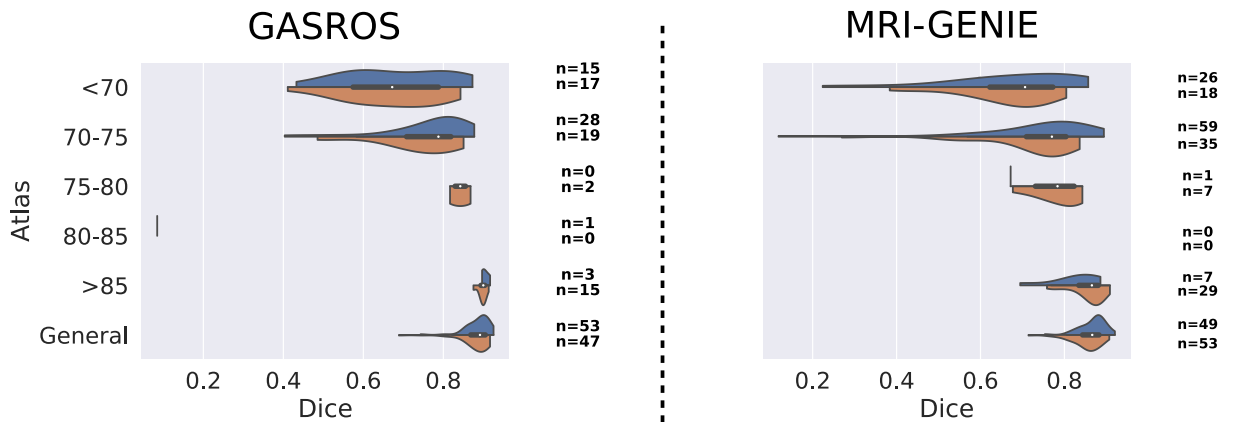 GASROS
MRI-GENIE
Atlas
<70
70-75
75-80
80-85
>85
General
n=15
n=17
n=28
n=19
n=0
n=2
n=1
n=0
n=3
n=15
n=53
n=47
0.2 0.4 0.6 0.8
Dice
n=26
n=18
n=59
n=35
n=1
n=7
n=0
n=0
n=7
n=29
n=49
n=53
0.2 0.4 0.6 0.8
Dice